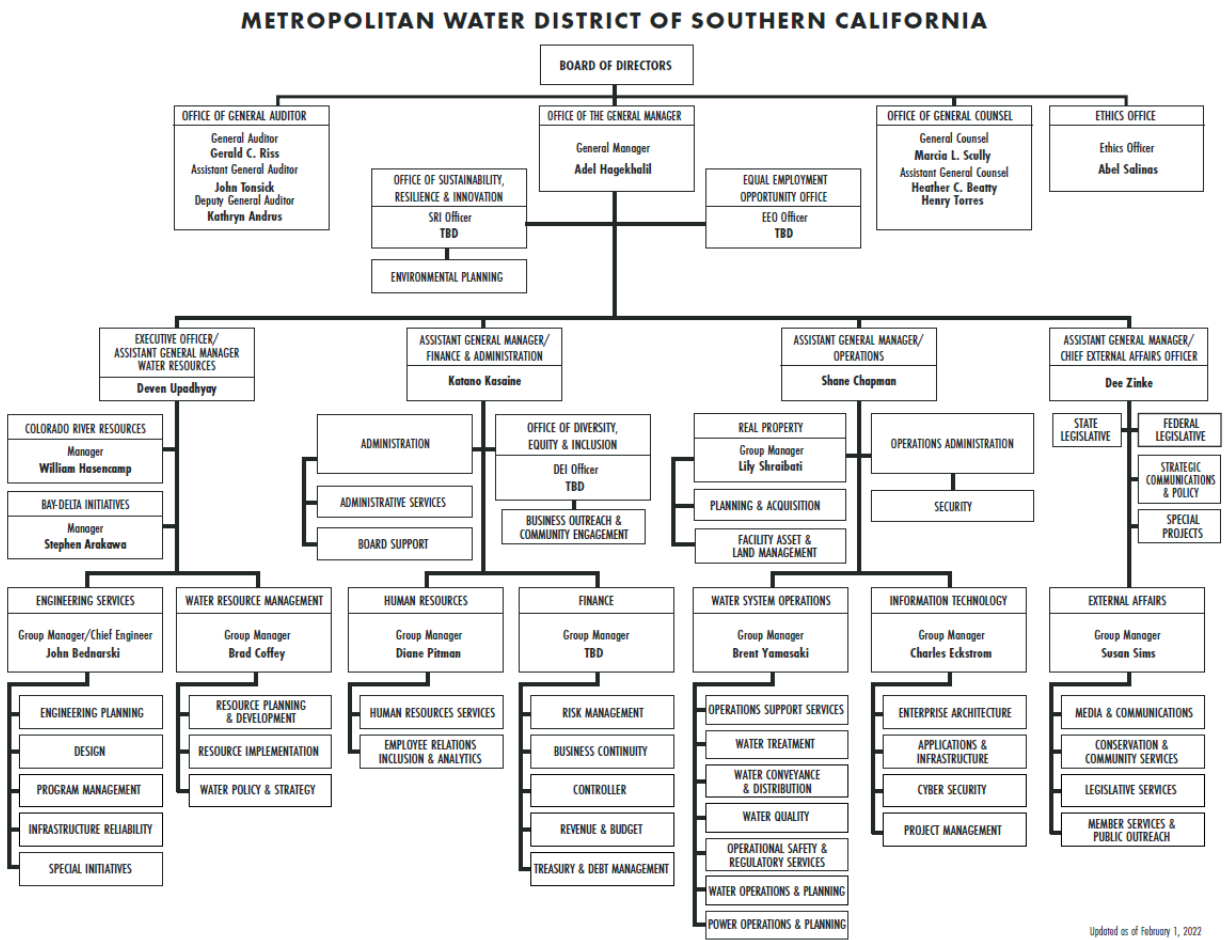 METROPOLITAN WATER DISTRICT OF SOUTHERN CALIFORNIA
BOARD OF DIRECTORS
OFFICE OF GENERAL AUDITOR
General Auditor
Gerald C. Riss
Assistant General Auditor
John Tonsick
Deputy General Auditor
Kathryn Andrus
OFFICE OF THE GENERAL MANAGER
General Manager
Adel Hagekhalil
OFFICE OF GENERAL COUNSEL
General Counsel
Marcia L. Scully
Assistant General Counsel
Heather C. Beatty
Henry Torres
ETHICS OFFICE
Ethics Officer
Abel Salinas
OFFICE OF SUSTAINABILITY,
RESILIENCE & INNOVATION
SRI Officer
TBD
ENVIRONMENTAL PLANNING
EQUAL EMPLOYMENT
OPPORTUNITY OFFICE
EEO Officer
TBD
EXECUTIVE OFFICER/
ASSISTANT GENERAL MANAGER
WATER RESOURCES
Deven Upadhyay
ASSISTANT GENERAL MANAGER/
FINANCE & ADMINISTRATION
Katano Kasaine
ASSISTANT GENERAL MANAGER/
OPERATIONS
Shane Chapman
ASSISTANT GENERAL MANAGER/
CHIEF EXTERNAL AFFAIRS OFFICER
Dee Zinke
COLORADO RIVER RESOURCES
Manager
William Hasencamp
BAY-DELTA INITIATIVES
Manager
Stephen Arakawa
ADMINISTRATION
ADMINISTRATIVE SERVICES
BOARD SUPPORT
OFFICE OF DIVERSITY,
EQUITY & INCLUSION
DEI Officer
TBD
BUSINESS OUTREACH &
COMMUNITY ENGAGEMENT
REAL PROPERTY
Group Manager
Lily Shraibati
PLANNING & ACQUISITION
FACILITY ASSET &
LAND MANAGEMENT
OPERATIONS ADMINISTRATION
SECURITY
STATE
LEGISLATIVE
FEDERAL
LEGISLATIVE
STRATEGIC
COMMUNICATIONS
& POLICY
SPECIAL
PROJECTS
ENGINEERING SERVICES
Group Manager/Chief Engineer
John Bednarski
ENGINEERING PLANNING
DESIGN
PROGRAM MANAGEMENT
INFRASTRUCTURE RELIABILITY
SPECIAL INITIATIVES
WATER RESOURCE MANAGEMENT
Group Manager
Brad Coffey
RESOURCE PLANNING
& DEVELOPMENT
RESOURCE IMPLEMENTATION
WATER POLICY & STRATEGY
HUMAN RESOURCES
Group Manager
Diane Pitman
HUMAN RESOURCES SERVICES
EMPLOYEE RELATIONS
INCLUSION & ANALYTICS
FINANCE
Group Manager
TBD
RISK MANAGEMENT
BUSINESS CONTINUITY
CONTROLLER
REVENUE & BUDGET
TREASURY & DEBT MANAGEMENT
WATER SYSTEM OPERATIONS
Group Manager
Brent Yamasaki
OPERATIONS SUPPORT SERVICES
WATER TREATMENT
WATER CONVEYANCE
& DISTRIBUTION
WATER QUALITY
OPERATIONAL SAFETY &
REGULATORY SERVICES
WATER OPERATIONS & PLANNING
POWER OPERATIONS & PLANNING
INFORMATION TECHNOLOGY
Group Manager
Charles Eckstrom
ENTERPRISE ARCHITECTURE
APPLICATIONS &
INFRASTRUCTURE
CYBER SECURITY
PROJECT MANAGEMENT
EXTERNAL AFFAIRS
Group Manager
Susan Sims
MEDIA & COMMUNICATIONS
CONSERVATION &
COMMUNITY SERVICES
LEGISLATIVE SERVICES
MEMBER SERVICES &
PUBLIC OUTREACH
Updated as of February 1, 2022